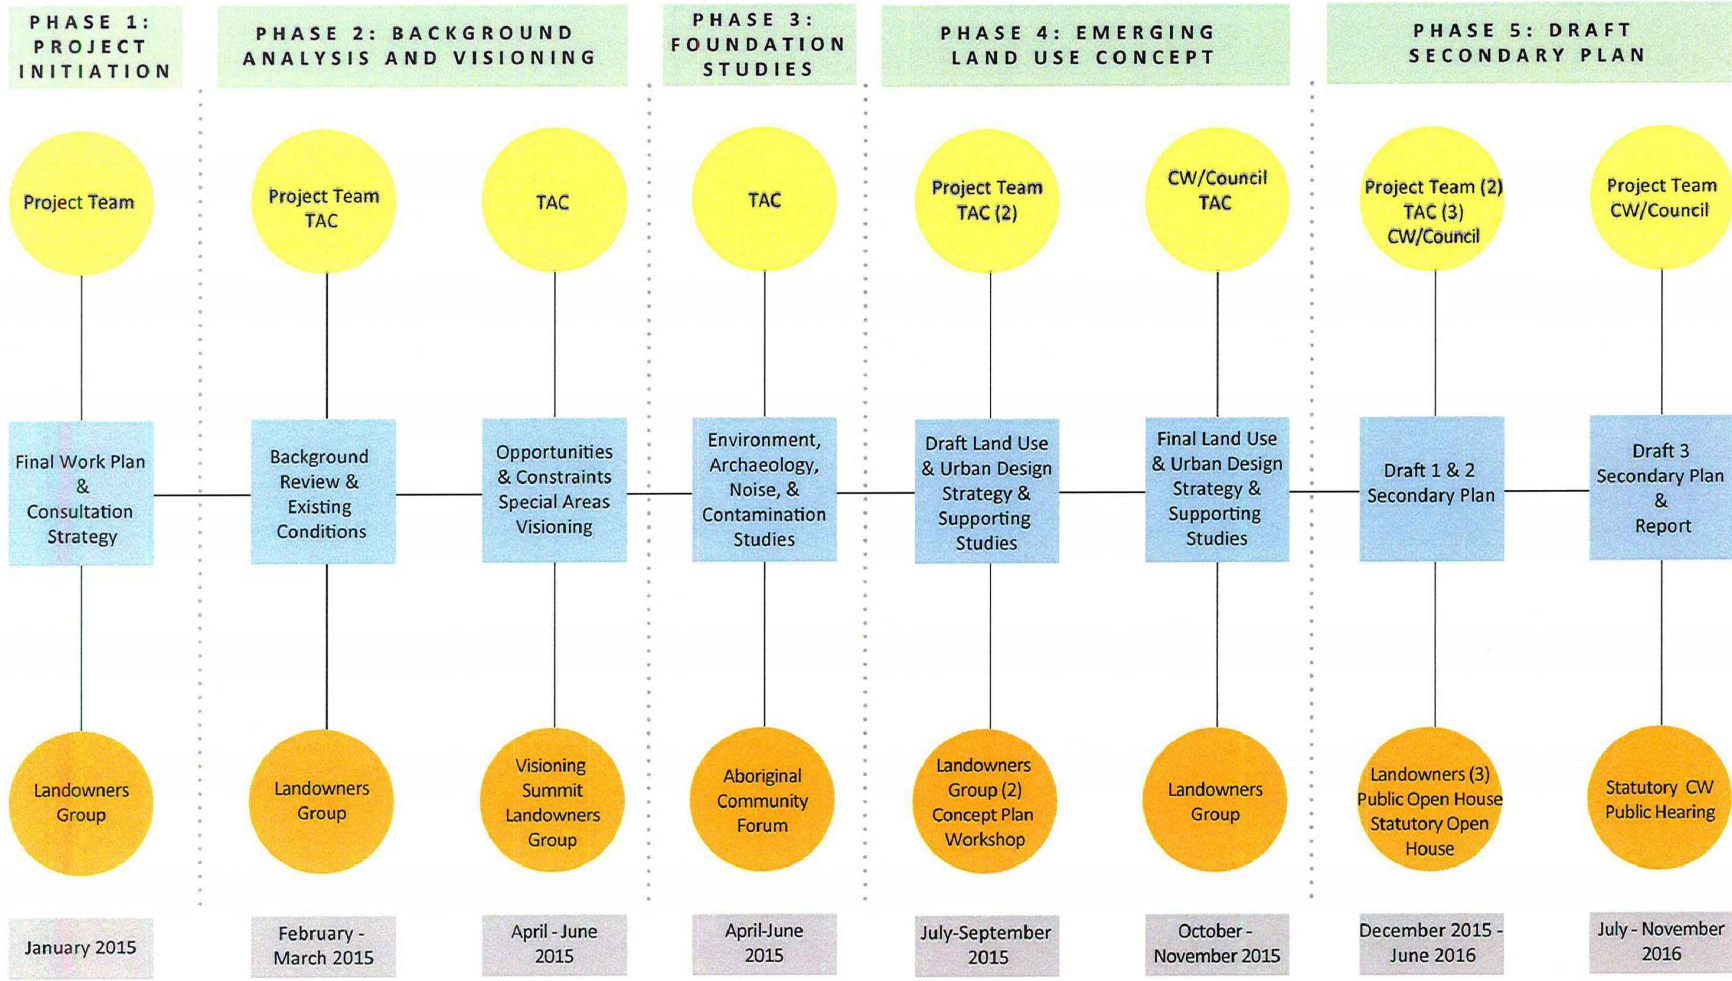 PHASE 1:
PROJECT
INITIATION
PHASE 2: BACKGROUND
ANALYSIS AND VISIONING
PHASE 3:
FOUNDATION
STUDIES
PHASE 4: EMERGING
LAND USE CONCEPT
PHASE 5: DRAFT
SECONDARY PLAN
Project Team
Project Team
TAC
TAC
TAC
Project Team
TAC (2)
CW/Council
TAC
Project Team (2)
TAC (3)
CW/Council
Project Team
CW/Council
Final Work Plan
&
Consultation
Strategy
Background
Review &
Existing
Conditions
Opportunities
& Constraints
Special Areas
Visioning
Environment,
Archaeology,
Noise, &
Contamination
Studies
Draft Land Use
& Urban Design
Strategy &
Supporting
Studies
Final Land Use
& Urban Design
Strategy &
Supporting
Studies
Draft 1 & 2
Secondary Plan
Draft 3
Secondary Plan
&
Report
Landowners
Group
Landowners
Group
Visioning
Summit
Landowners
Group
Aboriginal
Community
Forum
Landowners
Group (2)
Concept Plan
Workshop
Landowners
Group
Landowners (3)
Public Open House
Statutory Open
House
Statutory CW
Public Hearing
January 2015
February -
March 2015
April - June
2015
April-June
2015
July-September
2015
October -
November 2015
December 2015 -
June 2016
July - November
2016